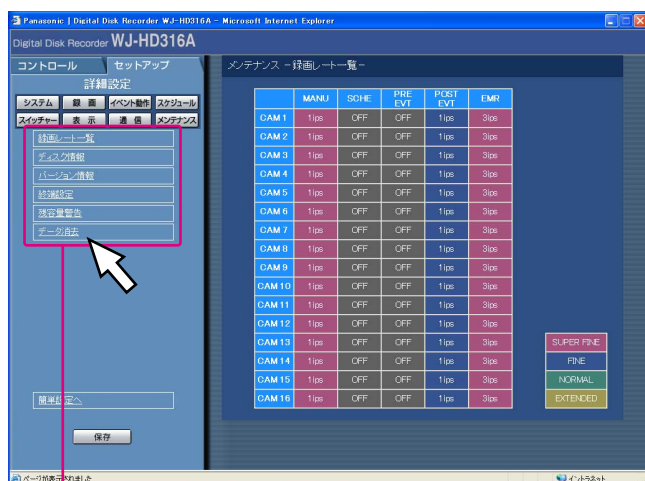 Panasonic | Digital Disk Recorder WJ-HD316A - Microsoft Internet Explorer
Digital Disk Recorder WJ-HD316A
コントロール セットアップ
メンテナンス －録画レート一覧－
詳細設定
システム 録 画 イベント動作 スケジュール
スイッチャー 表 示 通 信 メンテナンス
録画レート一覧
ディスク情報
バージョン情報
終端設定
残容量警告
データ消去
簡単設定へ
保存
MANU SCHE PRE EVT POST EVT EMR
CAM 1 1ips OFF OFF 1ips 3ips
CAM 2 1ips OFF OFF 1ips 3ips
CAM 3 1ips OFF OFF 1ips 3ips
CAM 4 1ips OFF OFF 1ips 3ips
CAM 5 1ips OFF OFF 1ips 3ips
CAM 6 1ips OFF OFF 1ips 3ips
CAM 7 1ips OFF OFF 1ips 3ips
CAM 8 1ips OFF OFF 1ips 3ips
CAM 9 1ips OFF OFF 1ips 3ips
CAM 10 1ips OFF OFF 1ips 3ips
CAM 11 1ips OFF OFF 1ips 3ips
CAM 12 1ips OFF OFF 1ips 3ips
CAM 13 1ips OFF OFF 1ips 3ips
CAM 14 1ips OFF OFF 1ips 3ips
CAM 15 1ips OFF OFF 1ips 3ips
CAM 16 1ips OFF OFF 1ips 3ips
SUPER FINE
FINE
NORMAL
EXTENDED
ページが表示されました
イントラネット